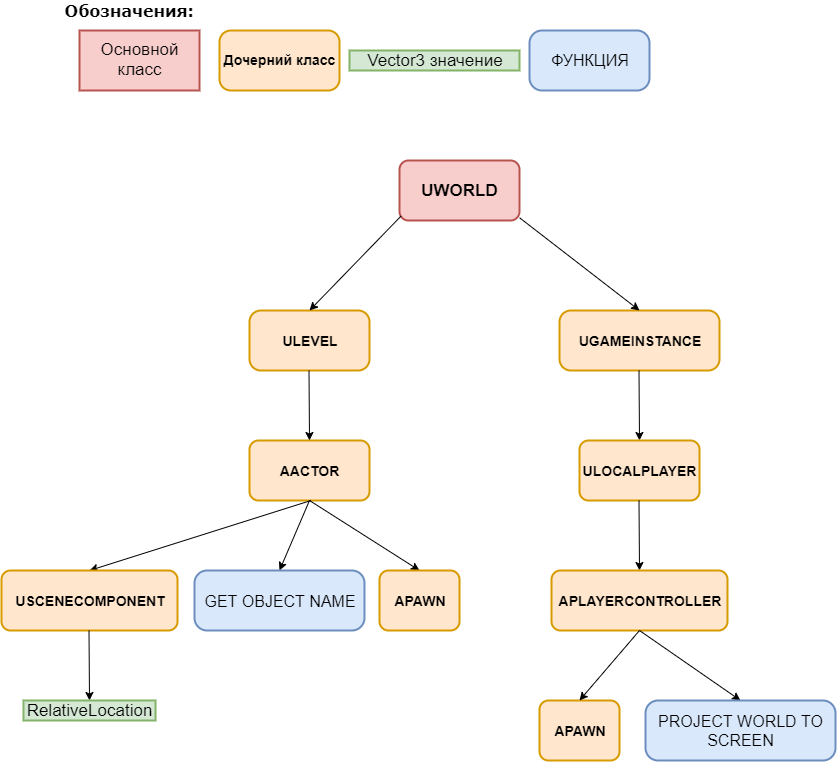 Обозначения:
Основной
класс
Дочерний класс
Vector3 значение
ФУНКЦИЯ
UWORLD
ULEVEL
UGAMEINSTANCE
AACTOR
ULOCALPLAYER
USCENECOMPONENT
GET OBJECT NAME
APAWN
APLAYERCONTROLLER
RelativeLocation
APAWN
PROJECT WORLD TO
SCREEN